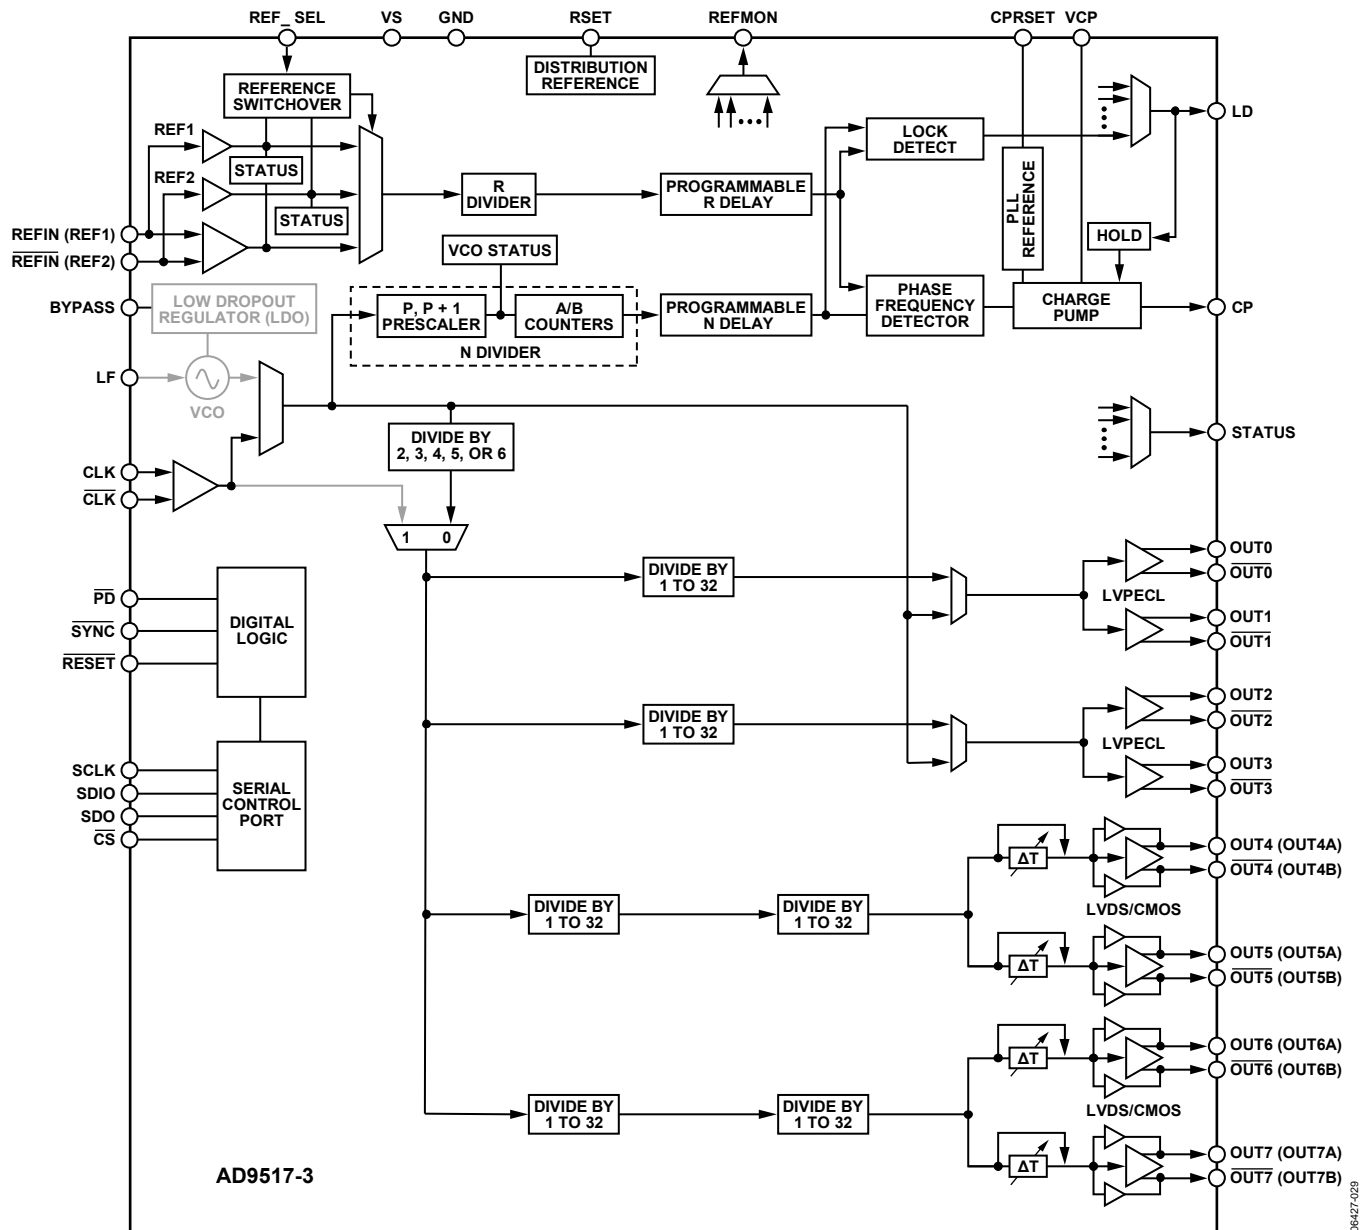 REF_ SEL VS GND RSET REFMON CPRSET VCP
DISTRIBUTION
REFERENCE
REFERENCE
SWITCHOVER
REF1
STATUS
REF2
STATUS
R
DIVIDER
PROGRAMMABLE
R DELAY
LOCK
DETECT
LD
PLL
REFERENCE
HOLD
REFIN (REF1)
REFIN (REF2)
VCO STATUS
BYPASS
LOW DROPOUT
REGULATOR (LDO)
P, P + 1
PRESCALER
A/B
COUNTERS
N DIVIDER
PROGRAMMABLE
N DELAY
PHASE
FREQUENCY
DETECTOR
CHARGE
PUMP
CP
LF
VCO
STATUS
DIVIDE BY
2, 3, 4, 5, OR 6
CLK
CLK
1 0
DIVIDE BY
1 TO 32
OUT0
OUT0
LVPECL
OUT1
OUT1
PD
SYNC
RESET
DIGITAL
LOGIC
DIVIDE BY
1 TO 32
OUT2
OUT2
LVPECL
OUT3
OUT3
SCLK
SDIO
SDO
CS
SERIAL
CONTROL
PORT
ΔT
OUT4 (OUT4A)
OUT4 (OUT4B)
DIVIDE BY
1 TO 32
DIVIDE BY
1 TO 32
LVDS/CMOS
ΔT
OUT5 (OUT5A)
OUT5 (OUT5B)
ΔT
OUT6 (OUT6A)
OUT6 (OUT6B)
DIVIDE BY
1 TO 32
DIVIDE BY
1 TO 32
LVDS/CMOS
ΔT
OUT7 (OUT7A)
OUT7 (OUT7B)
AD9517-3
06427-029